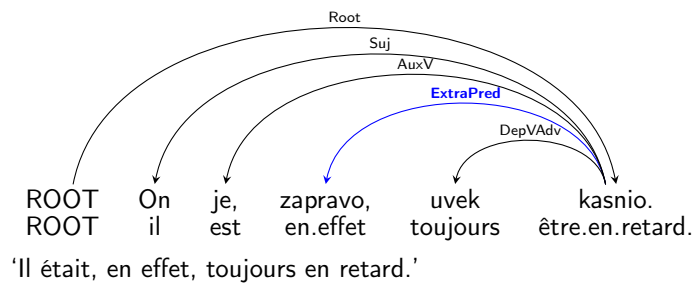 Root
Suj
AuxV
ExtraPred
DepVAdv
ROOT On je, zapravo, uvek kasnio.
ROOT il est en.effet toujours être.en.retard.
‘Il était, en effet, toujours en retard.’